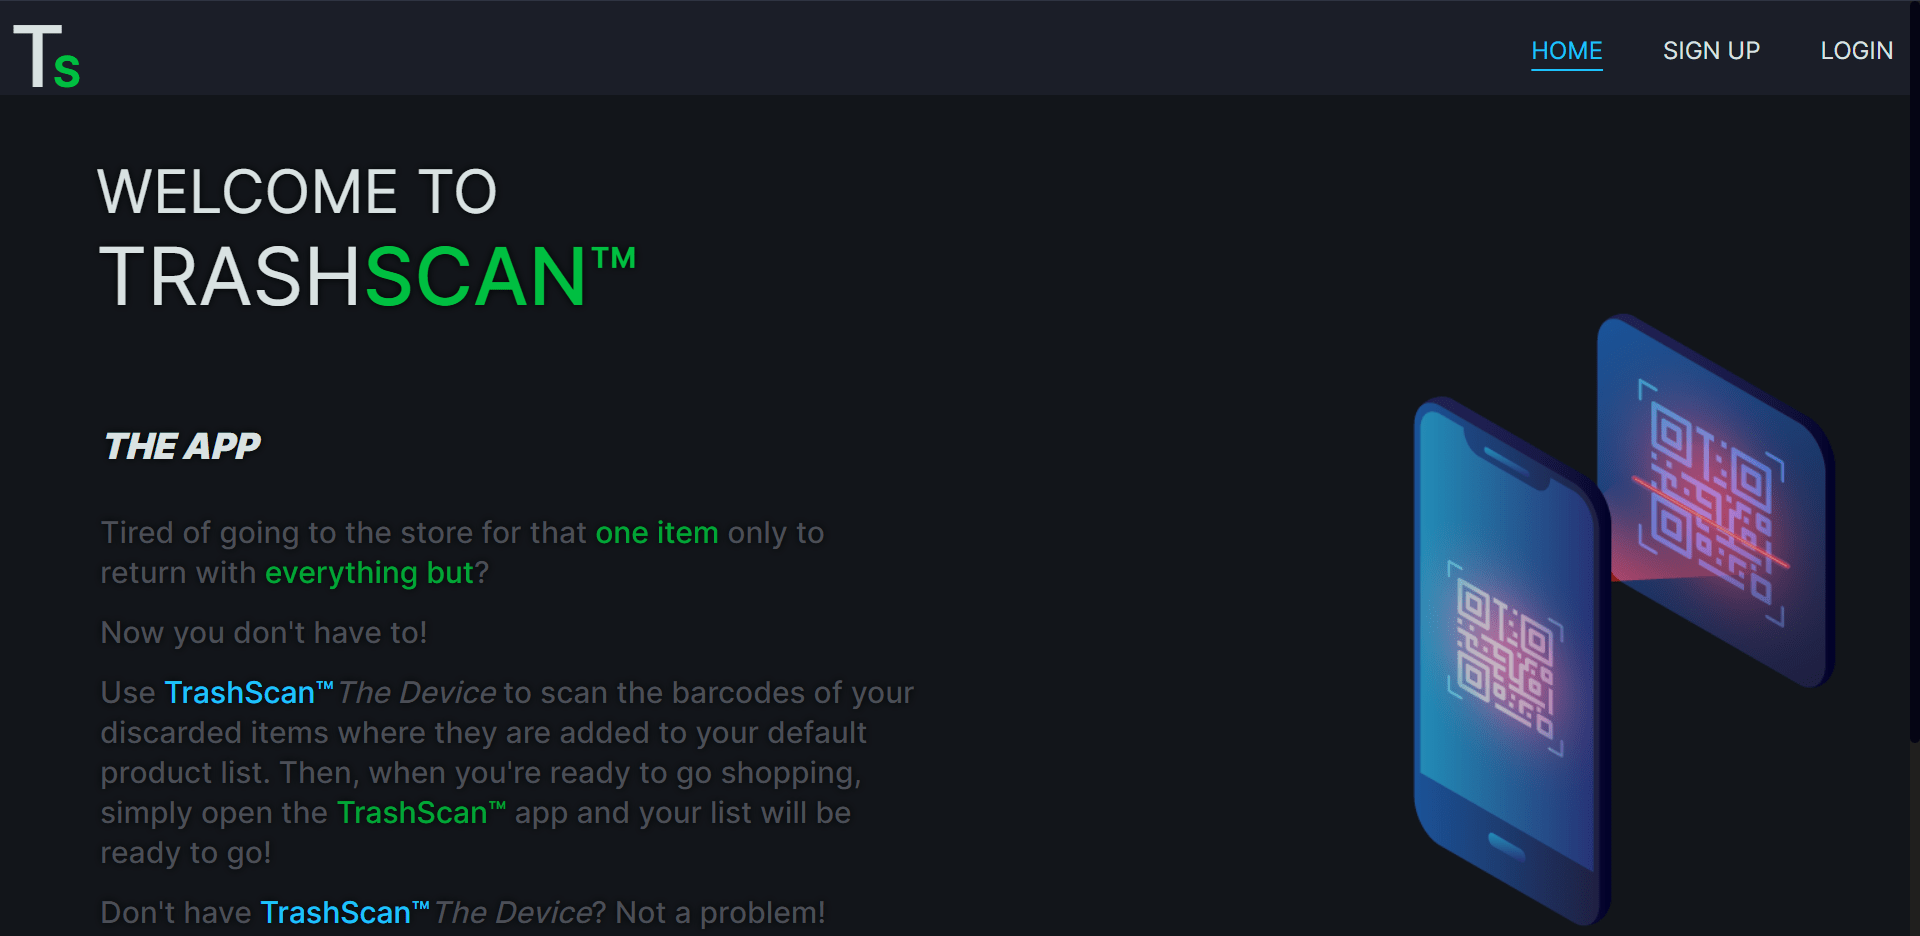 Ts
HOME SIGN UP LOGIN
WELCOME TO
TRASHSCAN™
THE APP
Tired of going to the store for that one item only to
return with everything but?
Now you don't have to!
Use TrashScan™ The Device to scan the barcodes of your
discarded items where they are added to your default
product list. Then, when you're ready to go shopping,
simply open the TrashScan™ app and your list will be
ready to go!
Don't have TrashScan™ The Device? Not a problem!